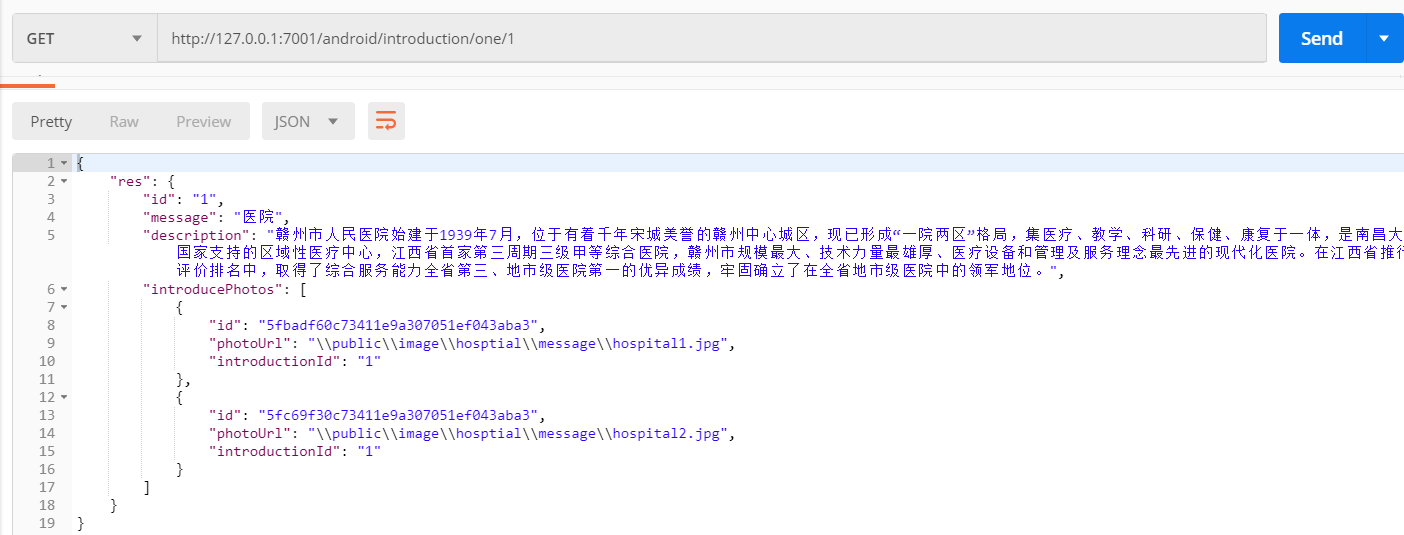 GET http://127.0.0.1:7001/android/introduction/one/1 Send
Pretty Raw Preview JSON
1 {
2 "res": {
3 "id": "1",
4 "message": "医院",
5 "description": "赣州市人民医院始建于1939年7月，位于有着千年宋城美誉的赣州中心城区，现已形成“一院两区”格局，集医疗、教学、科研、保健、康复于一体，是南昌大
国家支持的区域性医疗中心，江西省首家第三周期三级甲等综合医院，赣州市规模最大、技术力量最雄厚、医疗设备和管理及服务理念最先进的现代化医院。在江西省推行
评价排名中，取得了综合服务能力全省第三、地市级医院第一的优异成绩，牢固确立了在全省地市级医院中的领军地位。",
6 "introducePhotos": [
7 {
8 "id": "5fbadf60c73411e9a307051ef043aba3",
9 "photoUrl": "\\public\\image\\hosptial\\message\\hospital1.jpg",
10 "introductionId": "1"
11 },
12 {
13 "id": "5fc69f30c73411e9a307051ef043aba3",
14 "photoUrl": "\\public\\image\\hosptial\\message\\hospital2.jpg",
15 "introductionId": "1"
16 }
17 ]
18 }
19 }